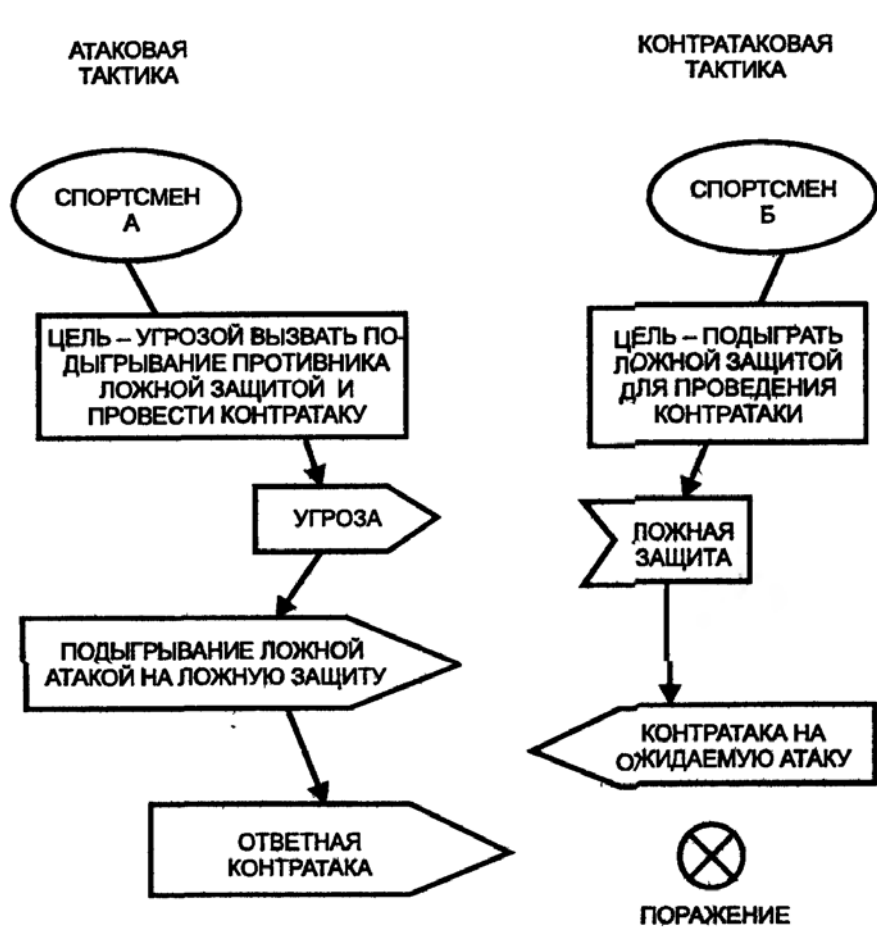 АТАКОВАЯ
ТАКТИКА
КОНТРАТАКОВАЯ
ТАКТИКА
СПОРТСМЕН
А
СПОРТСМЕН
Б
ЦЕЛЬ – УГРОЗОЙ ВЫЗВАТЬ ПО-
ДЫГРЫВАНИЕ ПРОТИВНИКА
ЛОЖНОЙ ЗАЩИТОЙ И
ПРОВЕСТИ КОНТРАТАКУ
ЦЕЛЬ – ПОДЫГРАТЬ
ЛОЖНОЙ ЗАЩИТОЙ
ДЛЯ ПРОВЕДЕНИЯ
КОНТРАТАКИ
УГРОЗА
ЛОЖНАЯ
ЗАЩИТА
ПОДЫГРЫВАНИЕ ЛОЖНОЙ
АТАКОЙ НА ЛОЖНУЮ ЗАЩИТУ
КОНТРАТАКА НА
ОЖИДАЕМУЮ АТАКУ
ОТВЕТНАЯ
КОНТРАТАКА
ПОРАЖЕНИЕ